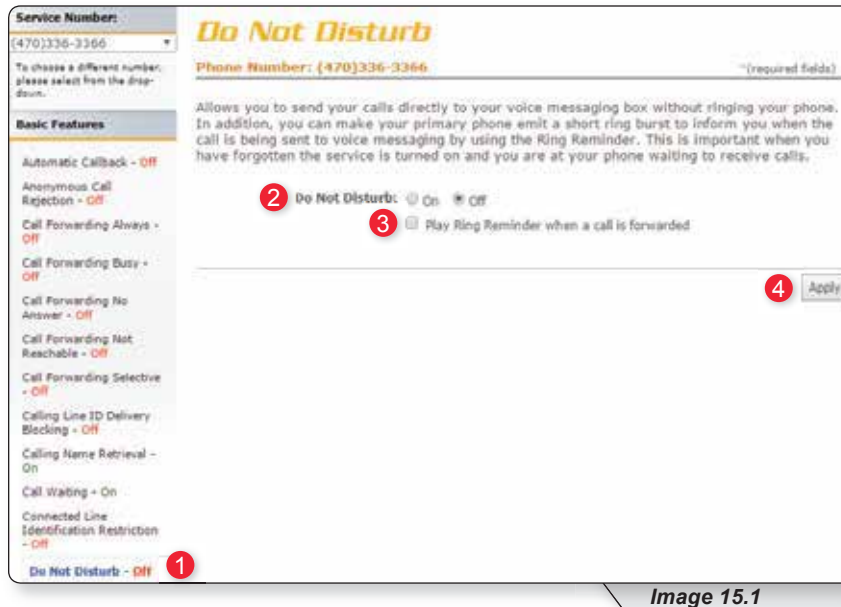 Service Number:
(470)336-3366
To choose a different number,
please select from the drop-
down.
Basic Features
Automatic Callback - Off
Anonymous Call
Rejection - Off
Call Forwarding Always -
Off
Call Forwarding Busy -
Off
Call Forwarding No
Answer - Off
Call Forwarding Not
Reachable - Off
Call Forwarding Selective
- Off
Calling Line ID Delivery
Blocking - Off
Calling Name Retrieval -
On
Call Waiting - On
Connected Line
Identification Restriction
- Off
Do Not Disturb - Off 1
Do Not Disturb
Phone Number: (470)336-3366 *(required fields)
Allows you to send your calls directly to your voice messaging box without ringing your phone.
In addition, you can make your primary phone emit a short ring burst to inform you when the
call is being sent to voice messaging by using the Ring Reminder. This is important when you
have forgotten the service is turned on and you are at your phone waiting to receive calls.
2 Do Not Disturb: On Off
3 Play Ring Reminder when a call is forwarded
4 Apply
Image 15.1